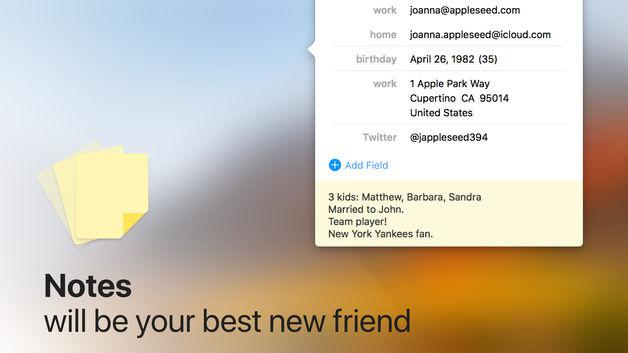 work joanna@appleseed.com
home joanna.appleseed@icloud.com
birthday April 26, 1982 (35)
work 1 Apple Park Way
Cupertino CA 95014
United States
Twitter @jappleseed394
Add Field
3 kids: Matthew, Barbara, Sandra
Married to John.
Team player!
New York Yankees fan.
Notes
will be your best new friend